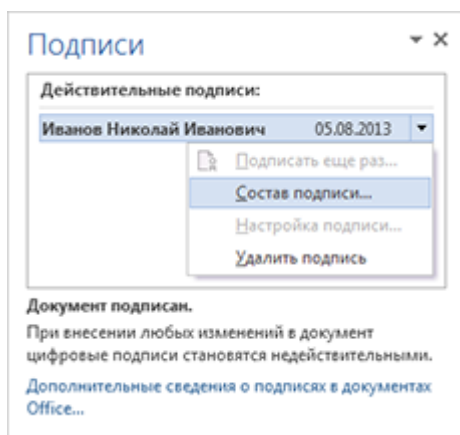 Подписи
Действительные подписи:
Иванов Николай Иванович 05.08.2013
Подписать еще раз...
Состав подписи...
Настройка подписи...
Удалить подпись
Документ подписан.
При внесении любых изменений в документ
цифровые подписи становятся недействительными.
Дополнительные сведения о подписях в документах
Office...